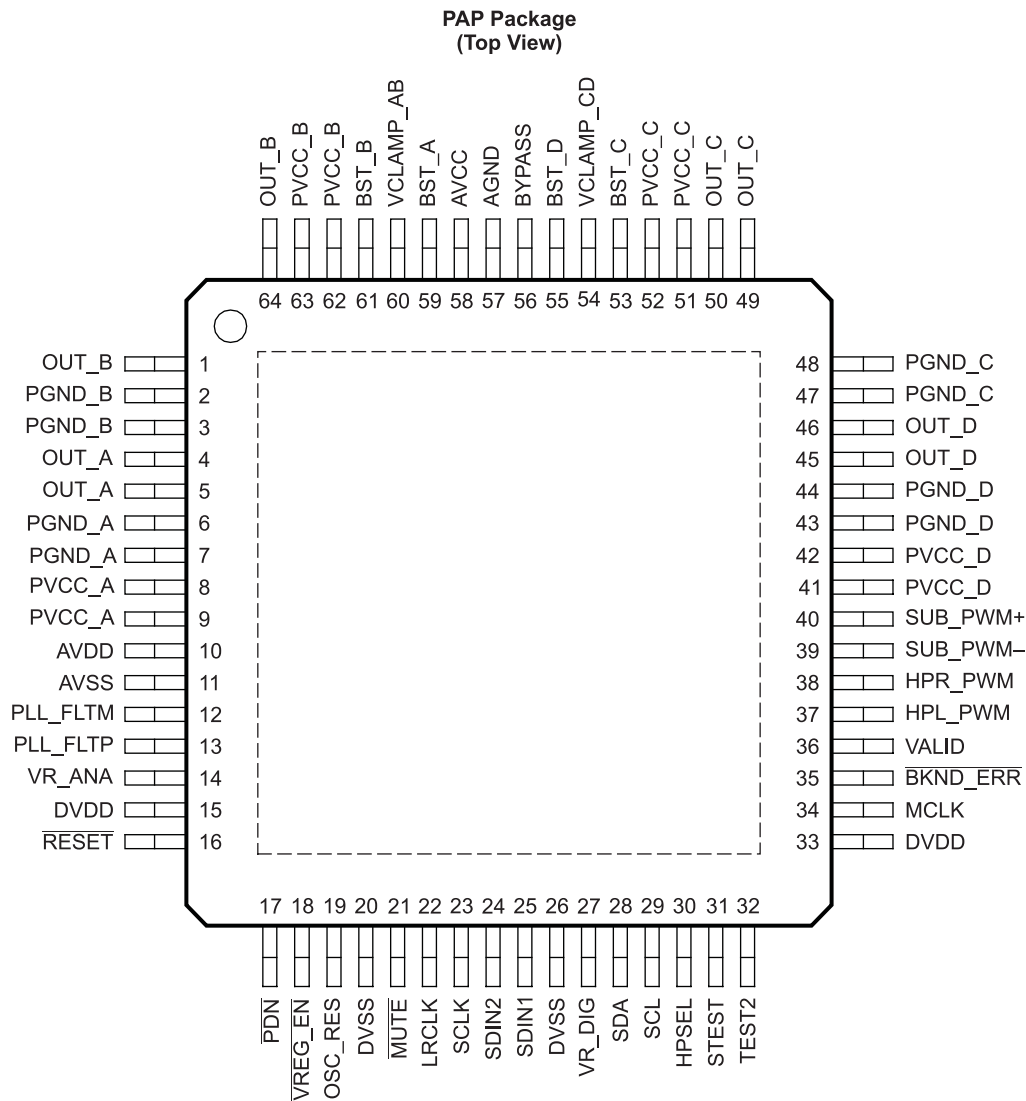 PAP Package
(Top View)
OUT_B
PVCC_B
PVCC_B
BST_B
VCLAMP_AB
BST_A
AVCC
AGND
BYPASS
BST_D
VCLAMP_CD
BST_C
PVCC_C
PVCC_C
OUT_C
OUT_C
64 63 62 61 60 59 58 57 56 55 54 53 52 51 50 49
OUT_B 1
PGND_B 2
PGND_B 3
OUT_A 4
OUT_A 5
PGND_A 6
PGND_A 7
PVCC_A 8
PVCC_A 9
AVDD 10
AVSS 11
PLL_FLTM 12
PLL_FLTP 13
VR_ANA 14
DVDD 15
RESET 16
48 PGND_C
47 PGND_C
46 OUT_D
45 OUT_D
44 PGND_D
43 PGND_D
42 PVCC_D
41 PVCC_D
40 SUB_PWM+
39 SUB_PWM–
38 HPR_PWM
37 HPL_PWM
36 VALID
35 BKND_ERR
34 MCLK
33 DVDD
17 18 19 20 21 22 23 24 25 26 27 28 29 30 31 32
PDN
VREG_EN
OSC_RES
DVSS
MUTE
LRCLK
SCLK
SDIN2
SDIN1
DVSS
VR_DIG
SDA
SCL
HPSEL
STEST
TEST2